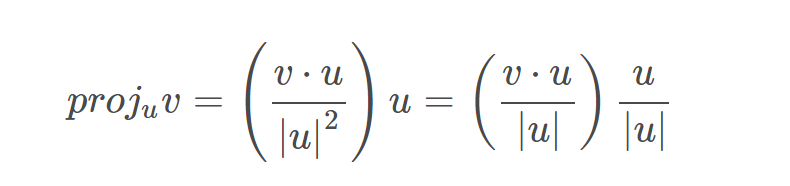 proj_u v = (v · u / |u|²) u = (v · u / |u|) u / |u|